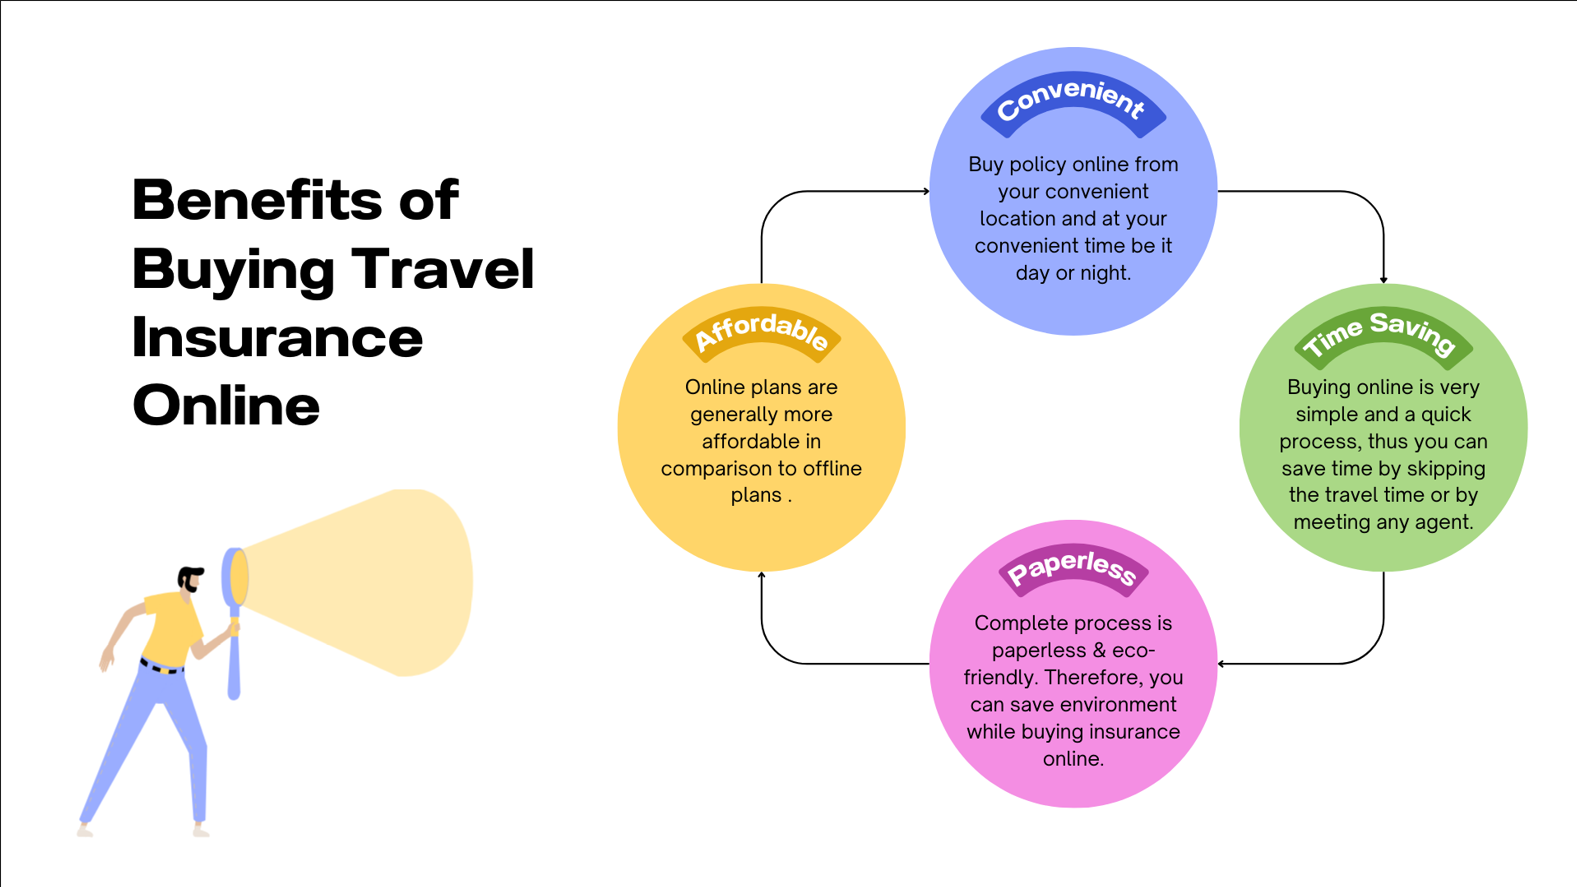 Benefits of
Buying Travel
Insurance
Online
Convenient
Buy policy online from
your convenient
location and at your
convenient time be it
day or night.
Time Saving
Buying online is very
simple and a quick
process, thus you can
save time by skipping
the travel time or by
meeting any agent.
Paperless
Complete process is
paperless & eco-
friendly. Therefore, you
can save environment
while buying insurance
online.
Affordable
Online plans are
generally more
affordable in
comparison to offline
plans .